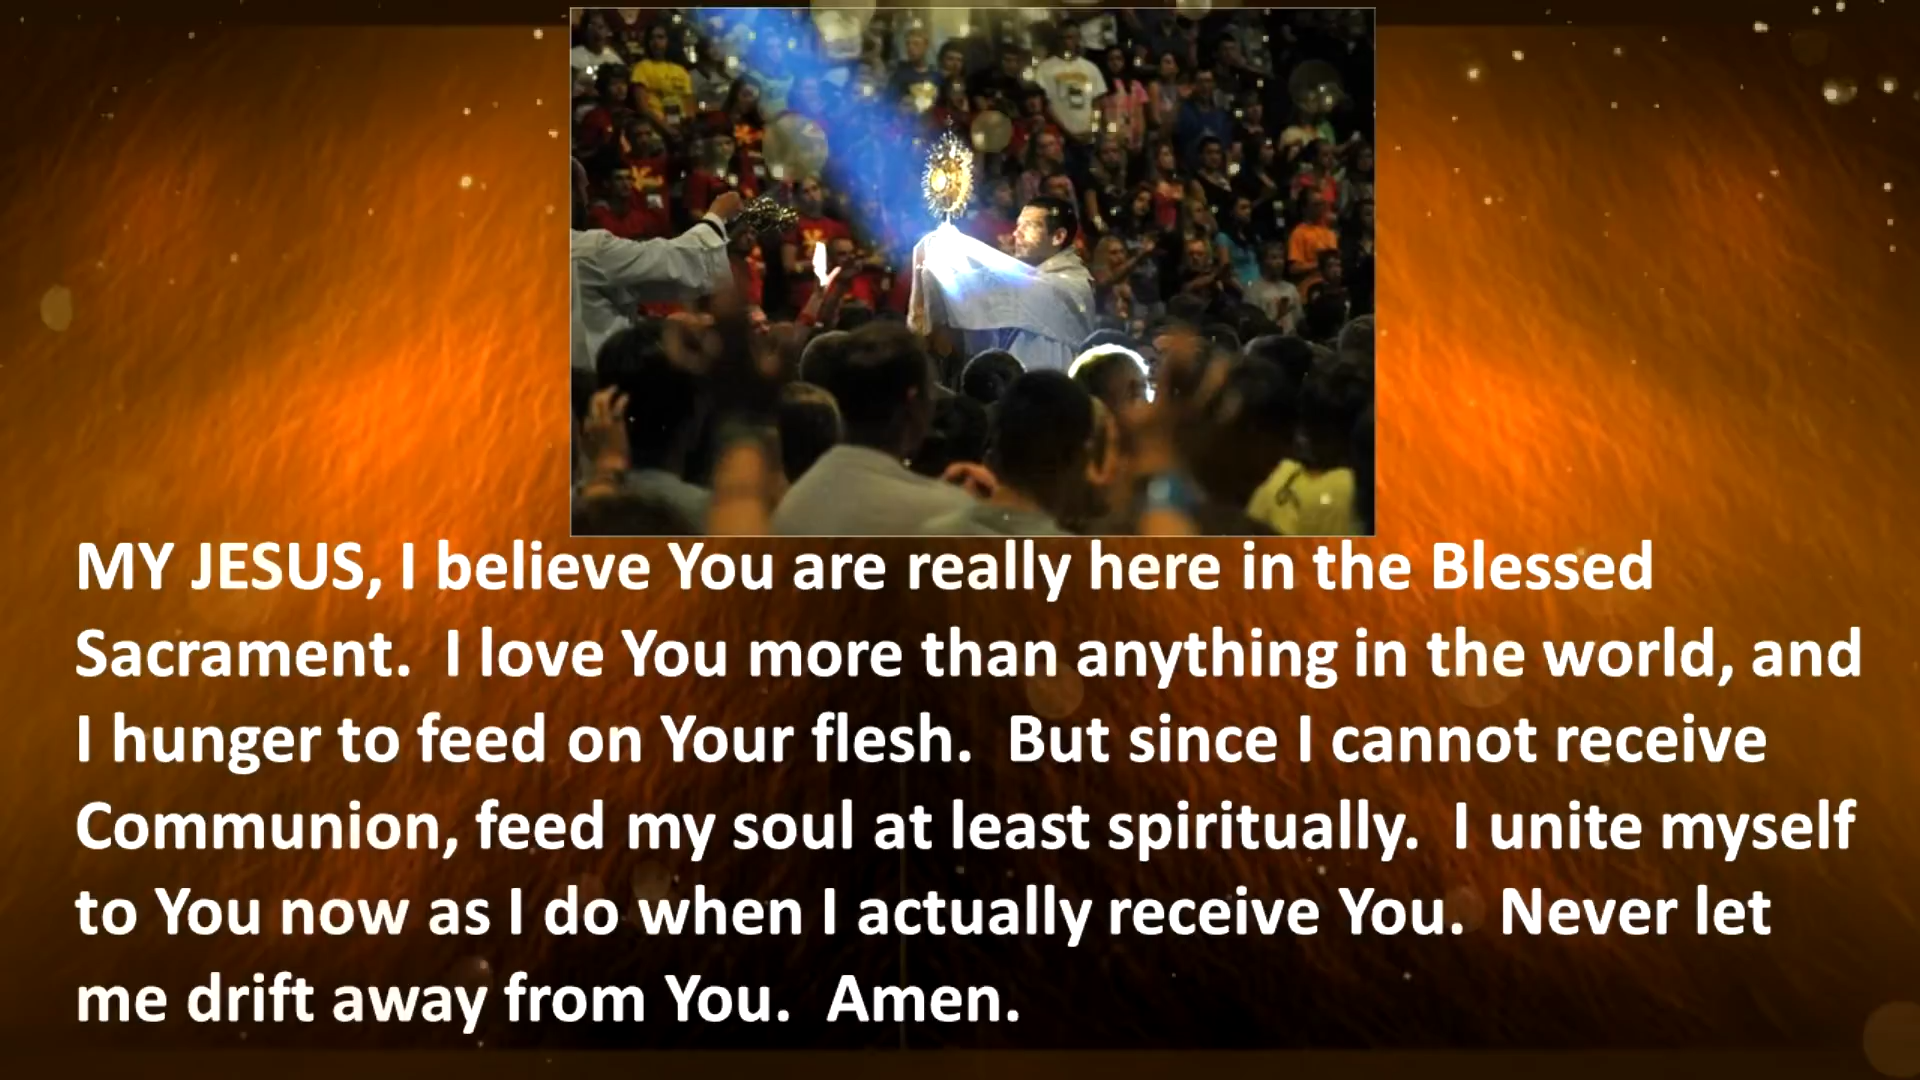 MY JESUS, I believe You are really here in the Blessed
Sacrament.  I love You more than anything in the world, and
I hunger to feed on Your flesh.  But since I cannot receive
Communion, feed my soul at least spiritually.  I unite myself
to You now as I do when I actually receive You.  Never let
me drift away from You.  Amen.